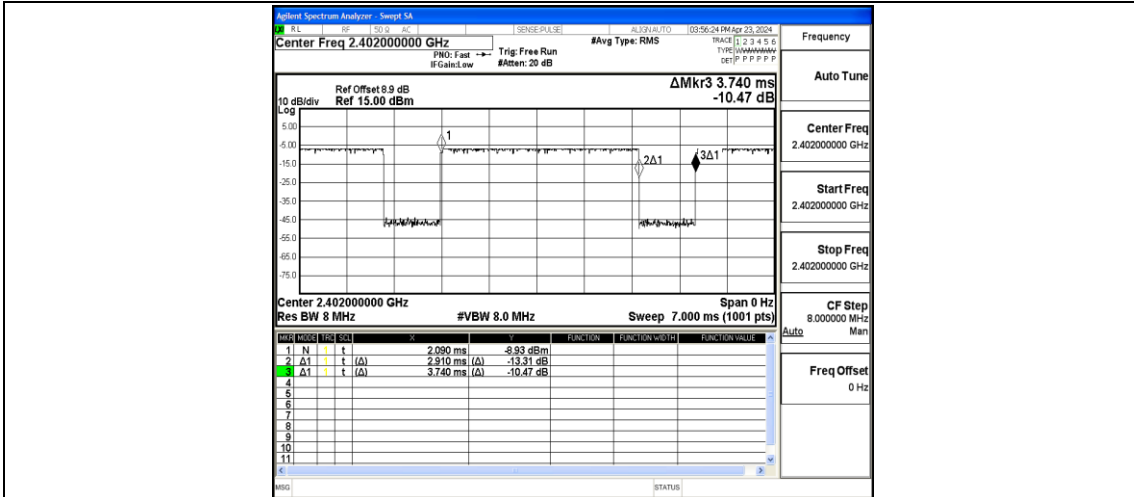 Agilent Spectrum Analyzer - Swept SA
RL RF 50 Ω AC SENSE:PULSE ALIGN AUTO 03:56:24 PM Apr 23, 2024
Center Freq 2.402000000 GHz #Avg Type: RMS TRACE 1 2 3 4 5 6
PNO: Fast Trig: Free Run TYPE
IFGain:Low #Atten: 20 dB DET P P P P P P
Frequency
ΔMkr3 3.740 ms
-10.47 dB
Ref Offset 8.9 dB
10 dB/div Ref 15.00 dBm
Log
5.00
-5.00
-15.0
-25.0
-35.0
-45.0
-55.0
-65.0
-75.0
1
2Δ1
3Δ1
Center 2.402000000 GHz Span 0 Hz
Res BW 8 MHz #VBW 8.0 MHz Sweep 7.000 ms (1001 pts)
MKR MODE TRC SCL X Y FUNCTION FUNCTION WIDTH FUNCTION VALUE
1 N 1 t 2.090 ms -8.93 dBm
2 Δ1 1 t (Δ) 2.910 ms (Δ) -13.31 dB
3 Δ1 1 t (Δ) 3.740 ms (Δ) -10.47 dB
4
5
6
7
8
9
10
11
MSG STATUS
Auto Tune
Center Freq
2.402000000 GHz
Start Freq
2.402000000 GHz
Stop Freq
2.402000000 GHz
CF Step
8.000000 MHz
Auto Man
Freq Offset
0 Hz